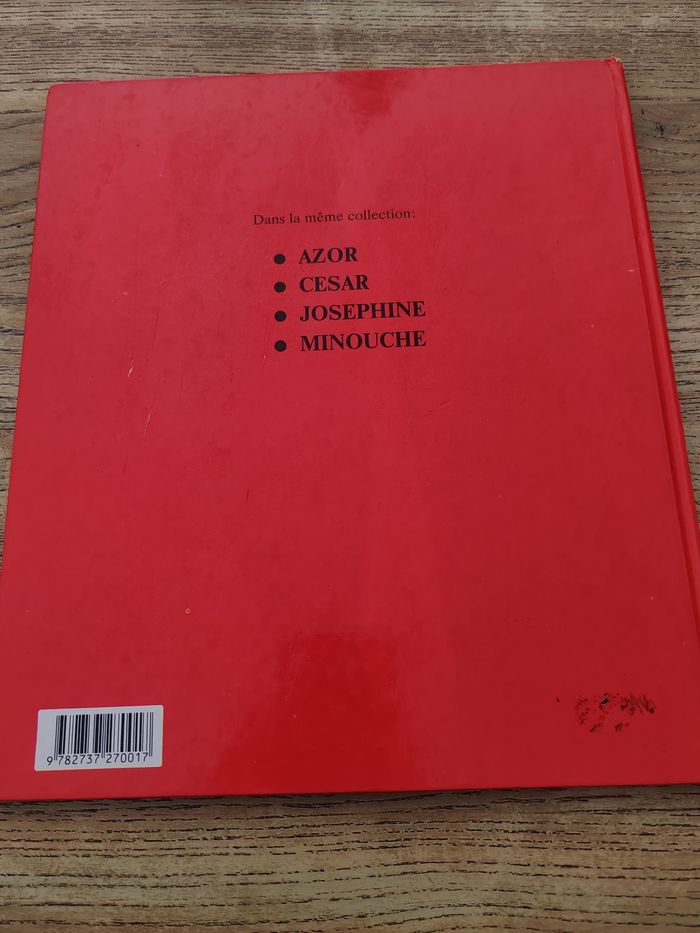 Dans la même collection:
● AZOR
● CESAR
● JOSEPHINE
● MINOUCHE
9 782737 270017